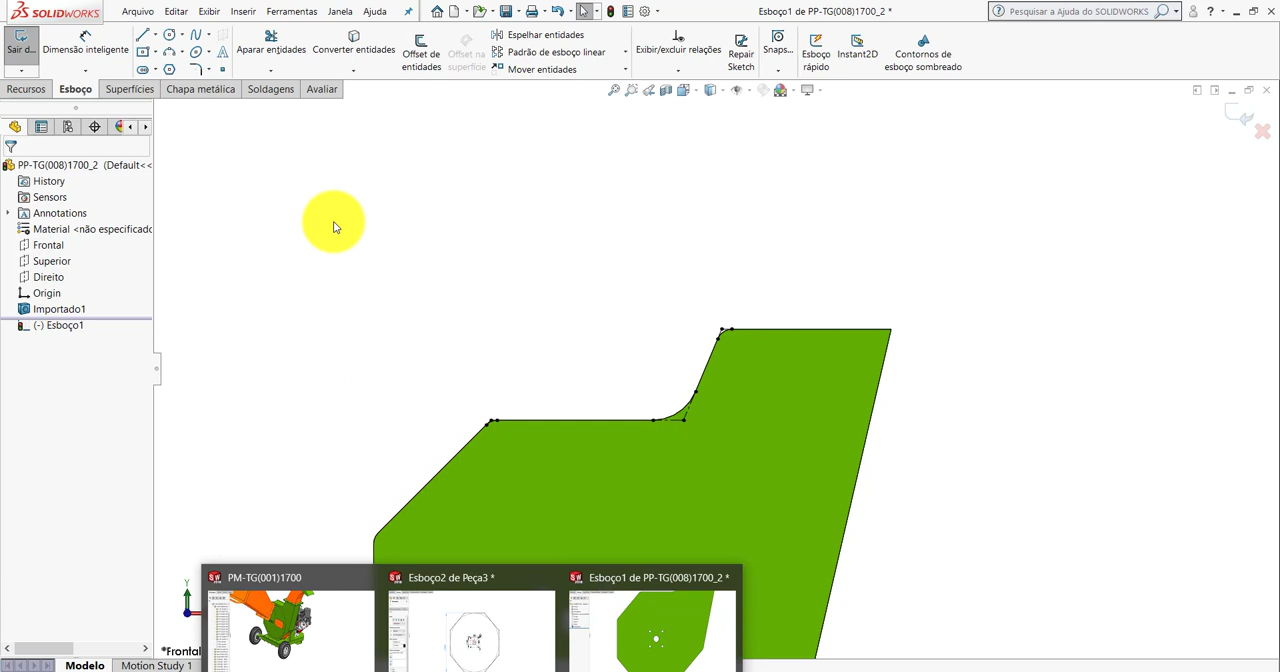 SOLIDWORKS
Arquivo Editar Exibir Inserir Ferramentas Janela Ajuda
Esboço1 de PP-TG(008)1700_2 *
Pesquisar a Ajuda do SOLIDWORKS
Sair d...
Dimensão inteligente
Aparar entidades
Converter entidades
Offset de entidades
Offset na superfície
Espelhar entidades
Padrão de esboço linear
Mover entidades
Exibir/excluir relações
Repair Sketch
Snaps...
Esboço rápido
Instant2D
Contornos de esboço sombreado
Recursos Esboço Superfícies Chapa metálica Soldagens Avaliar
PP-TG(008)1700_2 (Default<<
History
Sensors
Annotations
Material <não especificado
Frontal
Superior
Direito
Origin
Importado1
(-) Esboço1
Y
*Fronta
PM-TG(001)1700
Esboço2 de Peça3 *
Esboço1 de PP-TG(008)1700_2 *
Modelo Motion Study 1